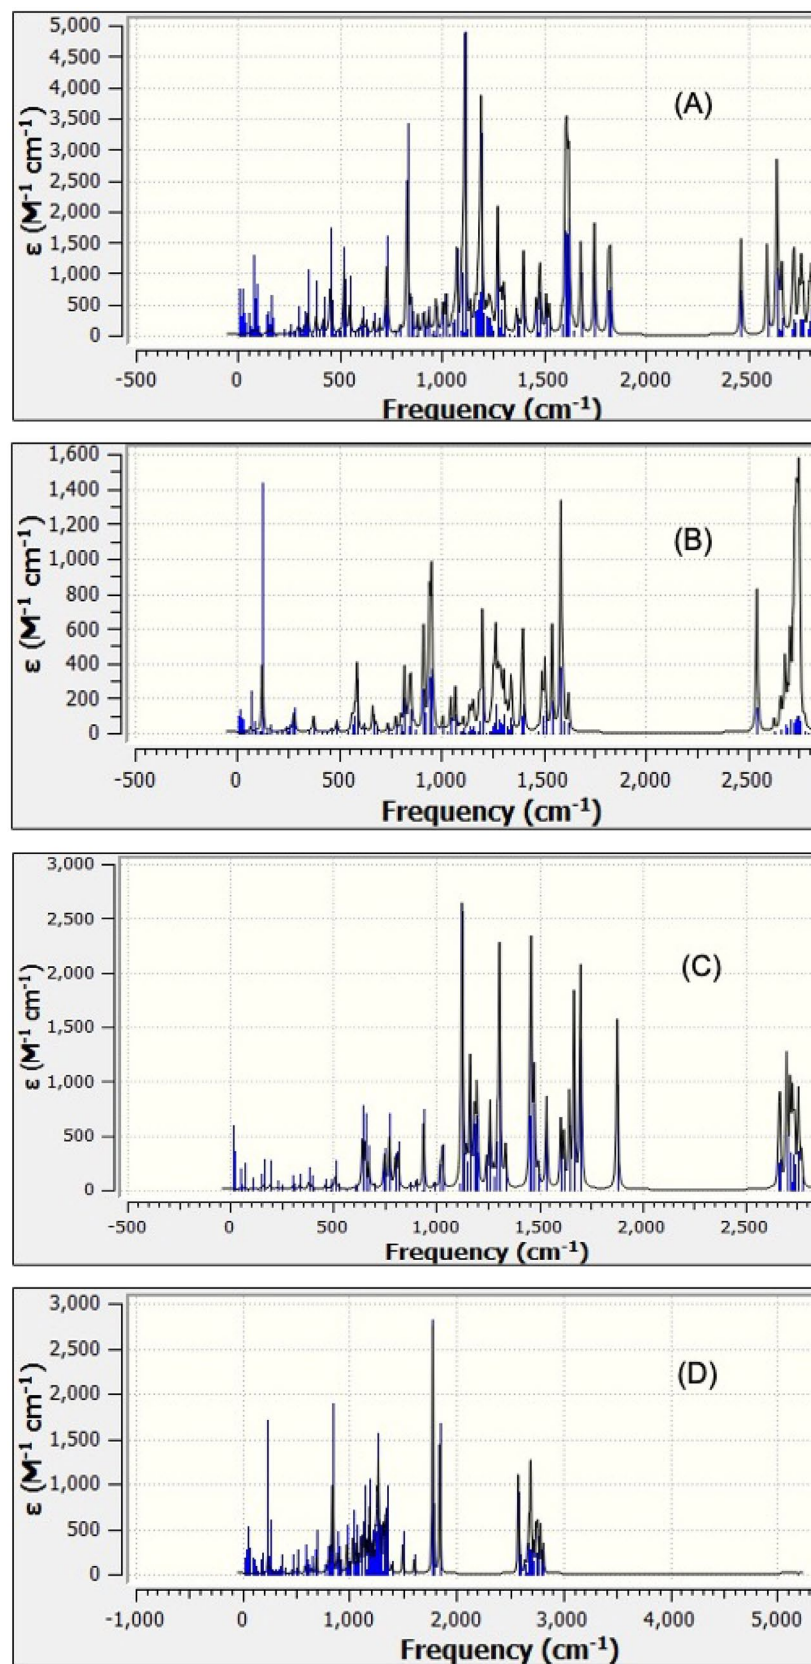 5,000
4,500
4,000
3,500
3,000
2,500
2,000
1,500
1,000
500
0
ε (M-1 cm-1)
(A)
-500 0 500 1,000 1,500 2,000 2,500
Frequency (cm-1)
1,600
1,400
1,200
1,000
800
600
400
200
0
ε (M-1 cm-1)
(B)
-500 0 500 1,000 1,500 2,000 2,500
Frequency (cm-1)
3,000
2,500
2,000
1,500
1,000
500
0
ε (M-1 cm-1)
(C)
-500 0 500 1,000 1,500 2,000 2,500
Frequency (cm-1)
3,000
2,500
2,000
1,500
1,000
500
0
ε (M-1 cm-1)
(D)
-1,000 0 1,000 2,000 3,000 4,000 5,000
Frequency (cm-1)